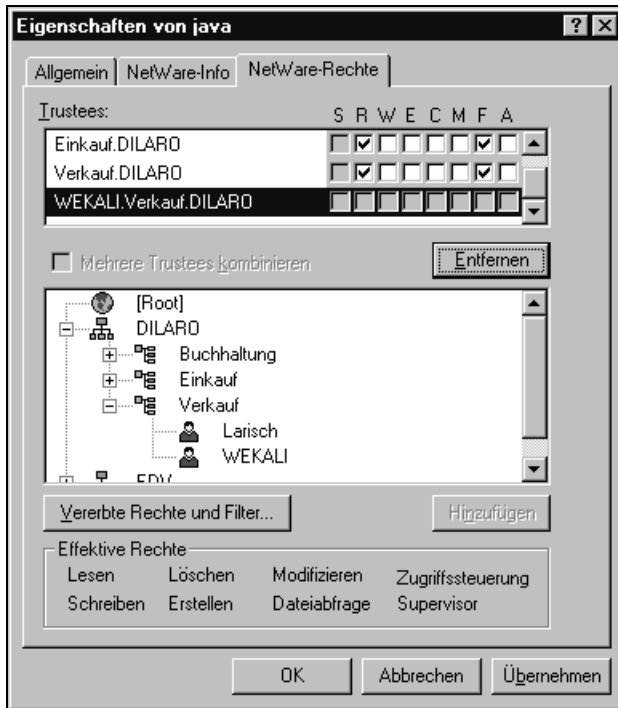 Eigenschaften von java
Allgemein NetWare-Info NetWare-Rechte
Trustees: S R W E C M F A
Einkauf.DILARO
Verkauf.DILARO
WEKALI.Verkauf.DILARO
Mehrere Trustees kombinieren Entfernen
[Root]
DILARO
Buchhaltung
Einkauf
Verkauf
Larisch
WEKALI
EDV
Vererbte Rechte und Filter... Hinzufügen
Effektive Rechte
Lesen Löschen Modifizieren Zugriffssteuerung
Schreiben Erstellen Dateiabfrage Supervisor
OK Abbrechen Übernehmen